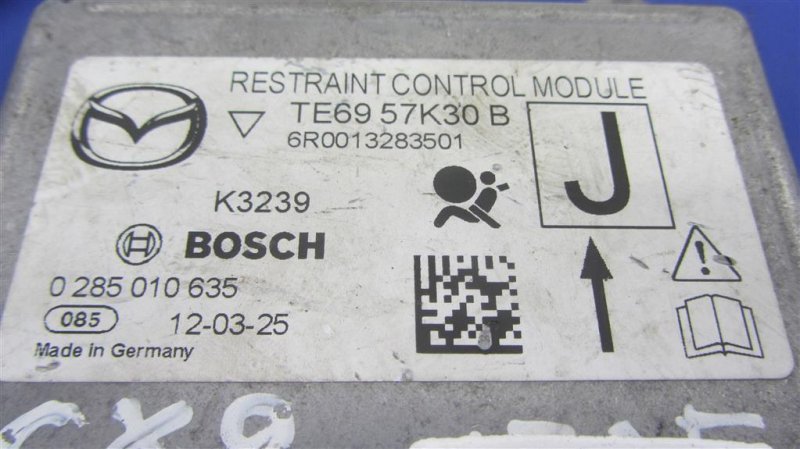 RESTRAINT CONTROL MODULE
TE69 57K30 B
6R0013283501
J
K3239
BOSCH
0 285 010 635
085 12-03-25
Made in Germany
CX9